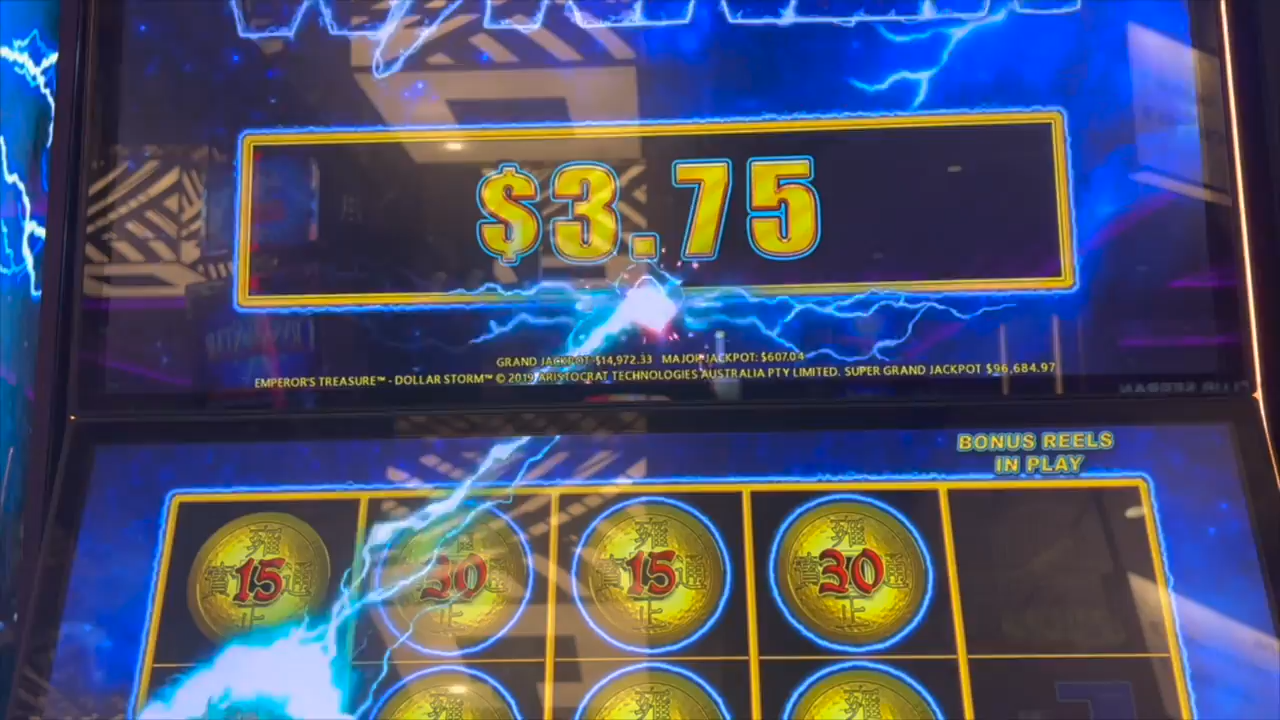 $3.75
GRAND JACKPOT: $14,972.33 MAJOR JACKPOT: $607.04
EMPEROR'S TREASURE™ - DOLLAR STORM™ © 2019 ARISTOCRAT TECHNOLOGIES AUSTRALIA PTY LIMITED. SUPER GRAND JACKPOT $96,684.97
BONUS REELS
IN PLAY
15
15
30